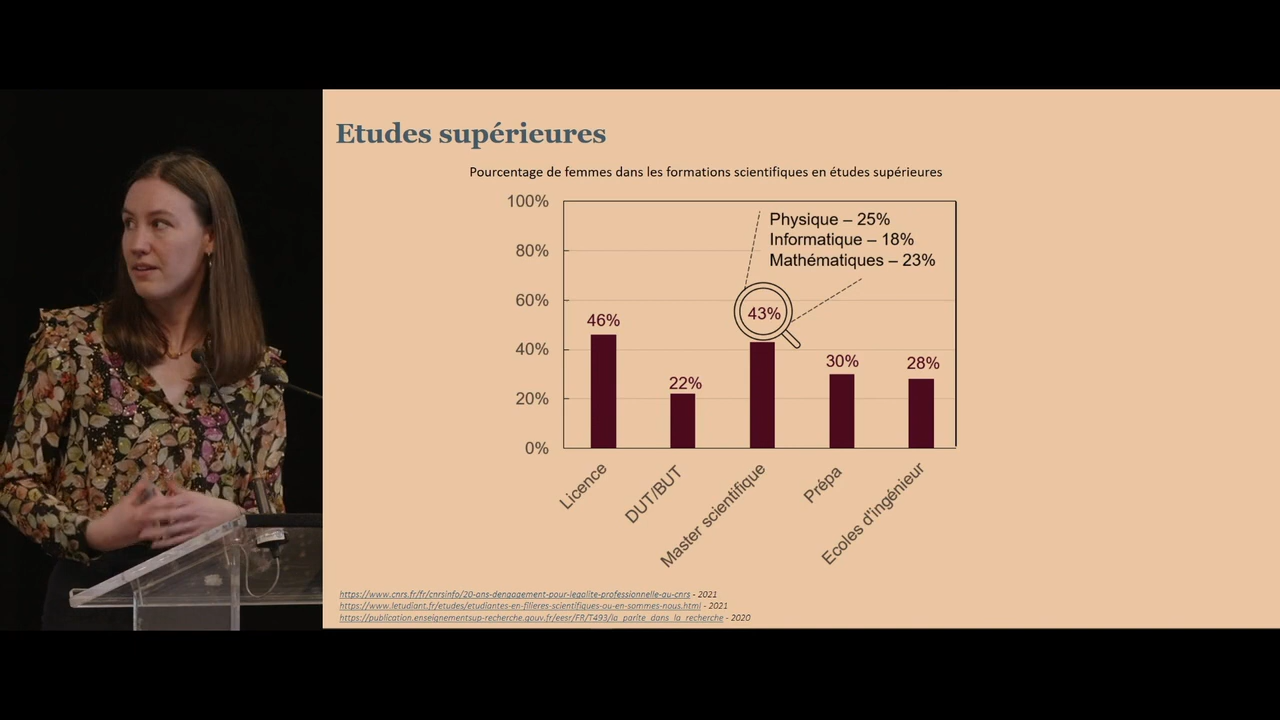 Etudes supérieures
Pourcentage de femmes dans les formations scientifiques en études supérieures
100%
80%
60%
40%
20%
0%
Physique – 25%
Informatique – 18%
Mathématiques – 23%
46%
22%
43%
30%
28%
Licence
DUT/BUT
Master scientifique
Prépa
Ecoles d'ingénieur
https://www.cnrs.fr/fr/cnrsinfo/20-ans-dengagement-pour-legalite-professionnelle-au-cnrs - 2021
https://www.letudiant.fr/etudes/etudiantes-en-filieres-scientifiques-ou-en-sommes-nous.html - 2021
https://publication.enseignementsup-recherche.gouv.fr/eesr/FR/T493/la_parite_dans_la_recherche - 2020